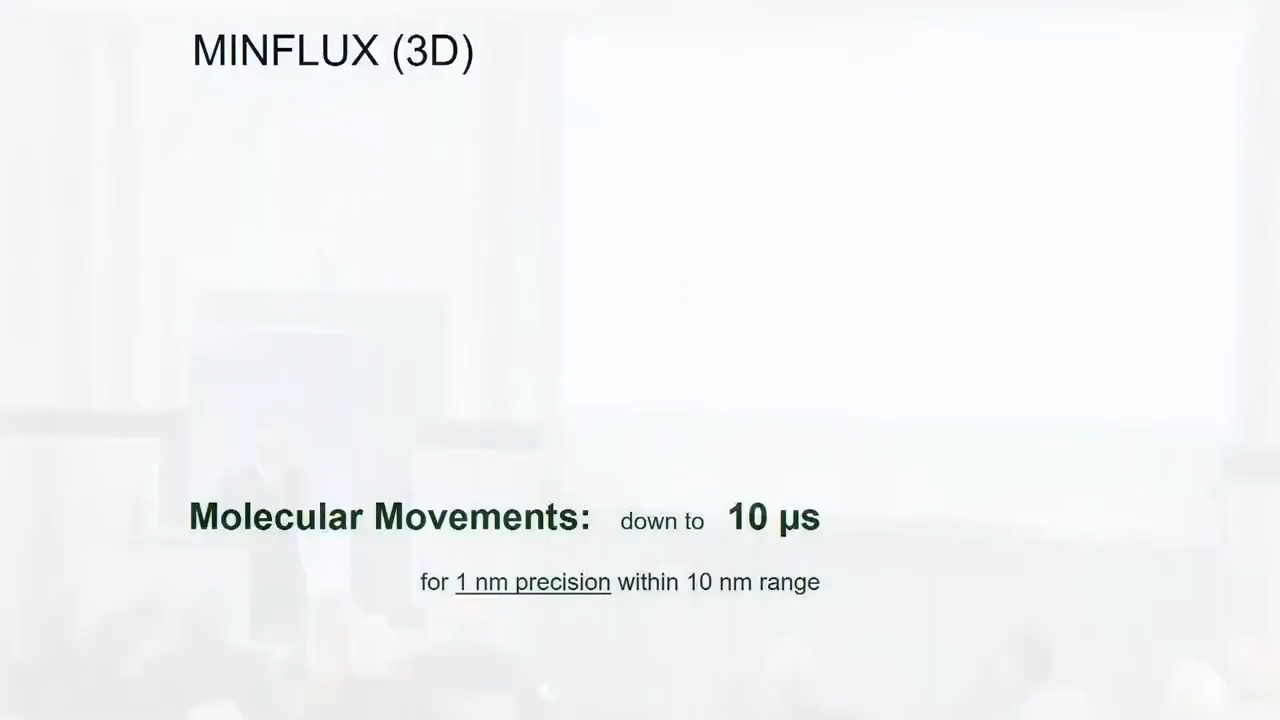 MINFLUX (3D)
Molecular Movements: down to 10 µs
for 1 nm precision within 10 nm range